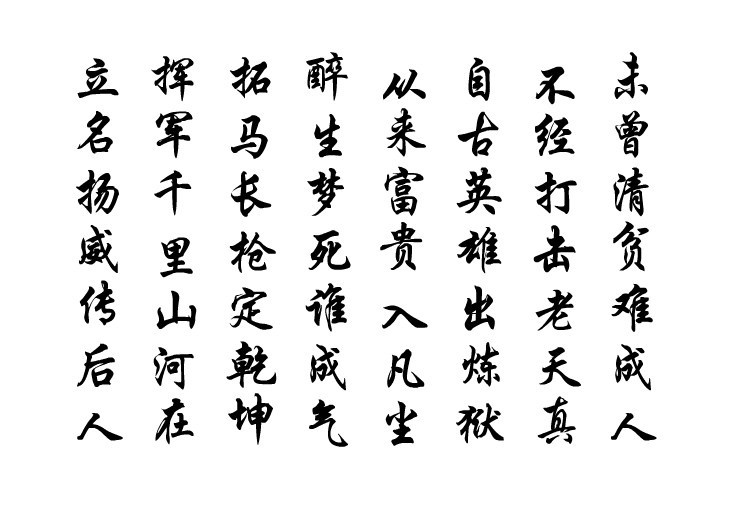 未曾清贫难成人
不经打击老天真
自古英雄出炼狱
从来富贵入凡尘
醉生梦死谁成气
拓马长枪定乾坤
挥军千里山河在
立名扬威传后人